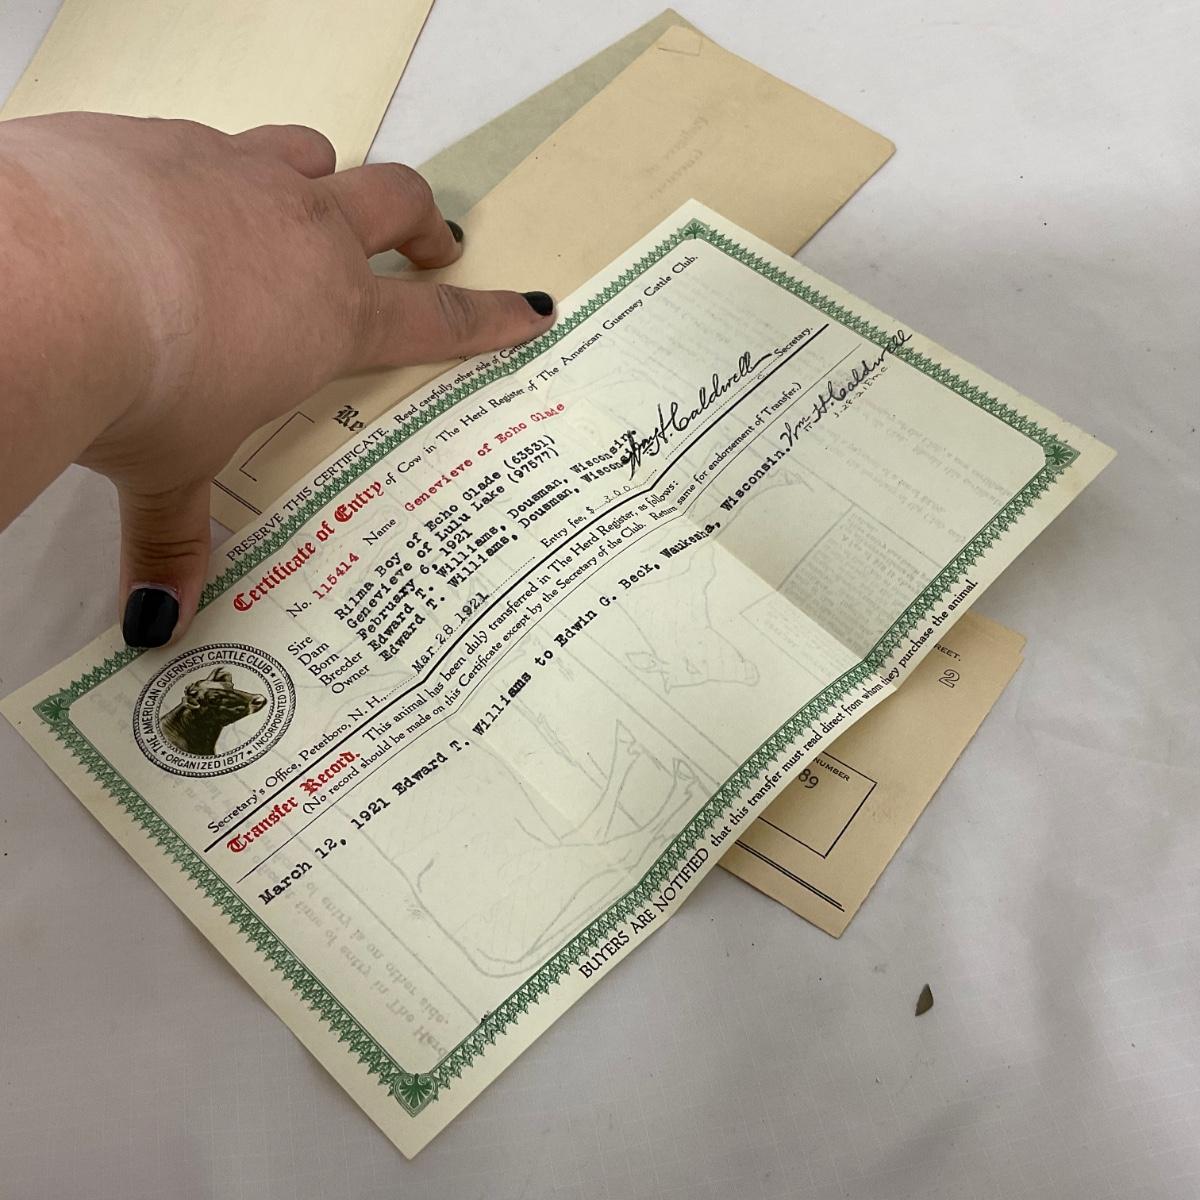 PRESERVE THIS CERTIFICATE. Read carefully other side of
Certificate of Entry of Cow in The Herd Register of The American Guernsey Cattle Club.
No. 115414 Name Genevieve of Echo Glade
Sire Rilma Boy of Echo Glade (63531)
Dam Genevieve of Lulu Lake (97577)
Born February 6, 1921
Breeder Edward T. Williams, Dousman, Wisconsin.
Owner Edward T. Williams, Dousman, Wisconsin.
THE AMERICAN GUERNSEY CATTLE CLUB
ORGANIZED 1877 ★ INCORPORATED 1911
Secretary's Office, Peterboro, N. H., Mar 28 1921 Entry fee, $ 3.00 Wm H Caldwell Secretary.
Transfer Record. This animal has been duly transferred in The Herd Register, as follows:
(No record should be made on this Certificate except by the Secretary of the Club. Return same for endorsement of Transfer.)
March 12, 1921 Edward T. Williams to Edwin G. Beck, Waukesha, Wisconsin. Wm H Caldwell
3-28-21
BUYERS ARE NOTIFIED that this transfer must read direct from whom they purchase the animal.
Re
REET.
2
NUMBER
89